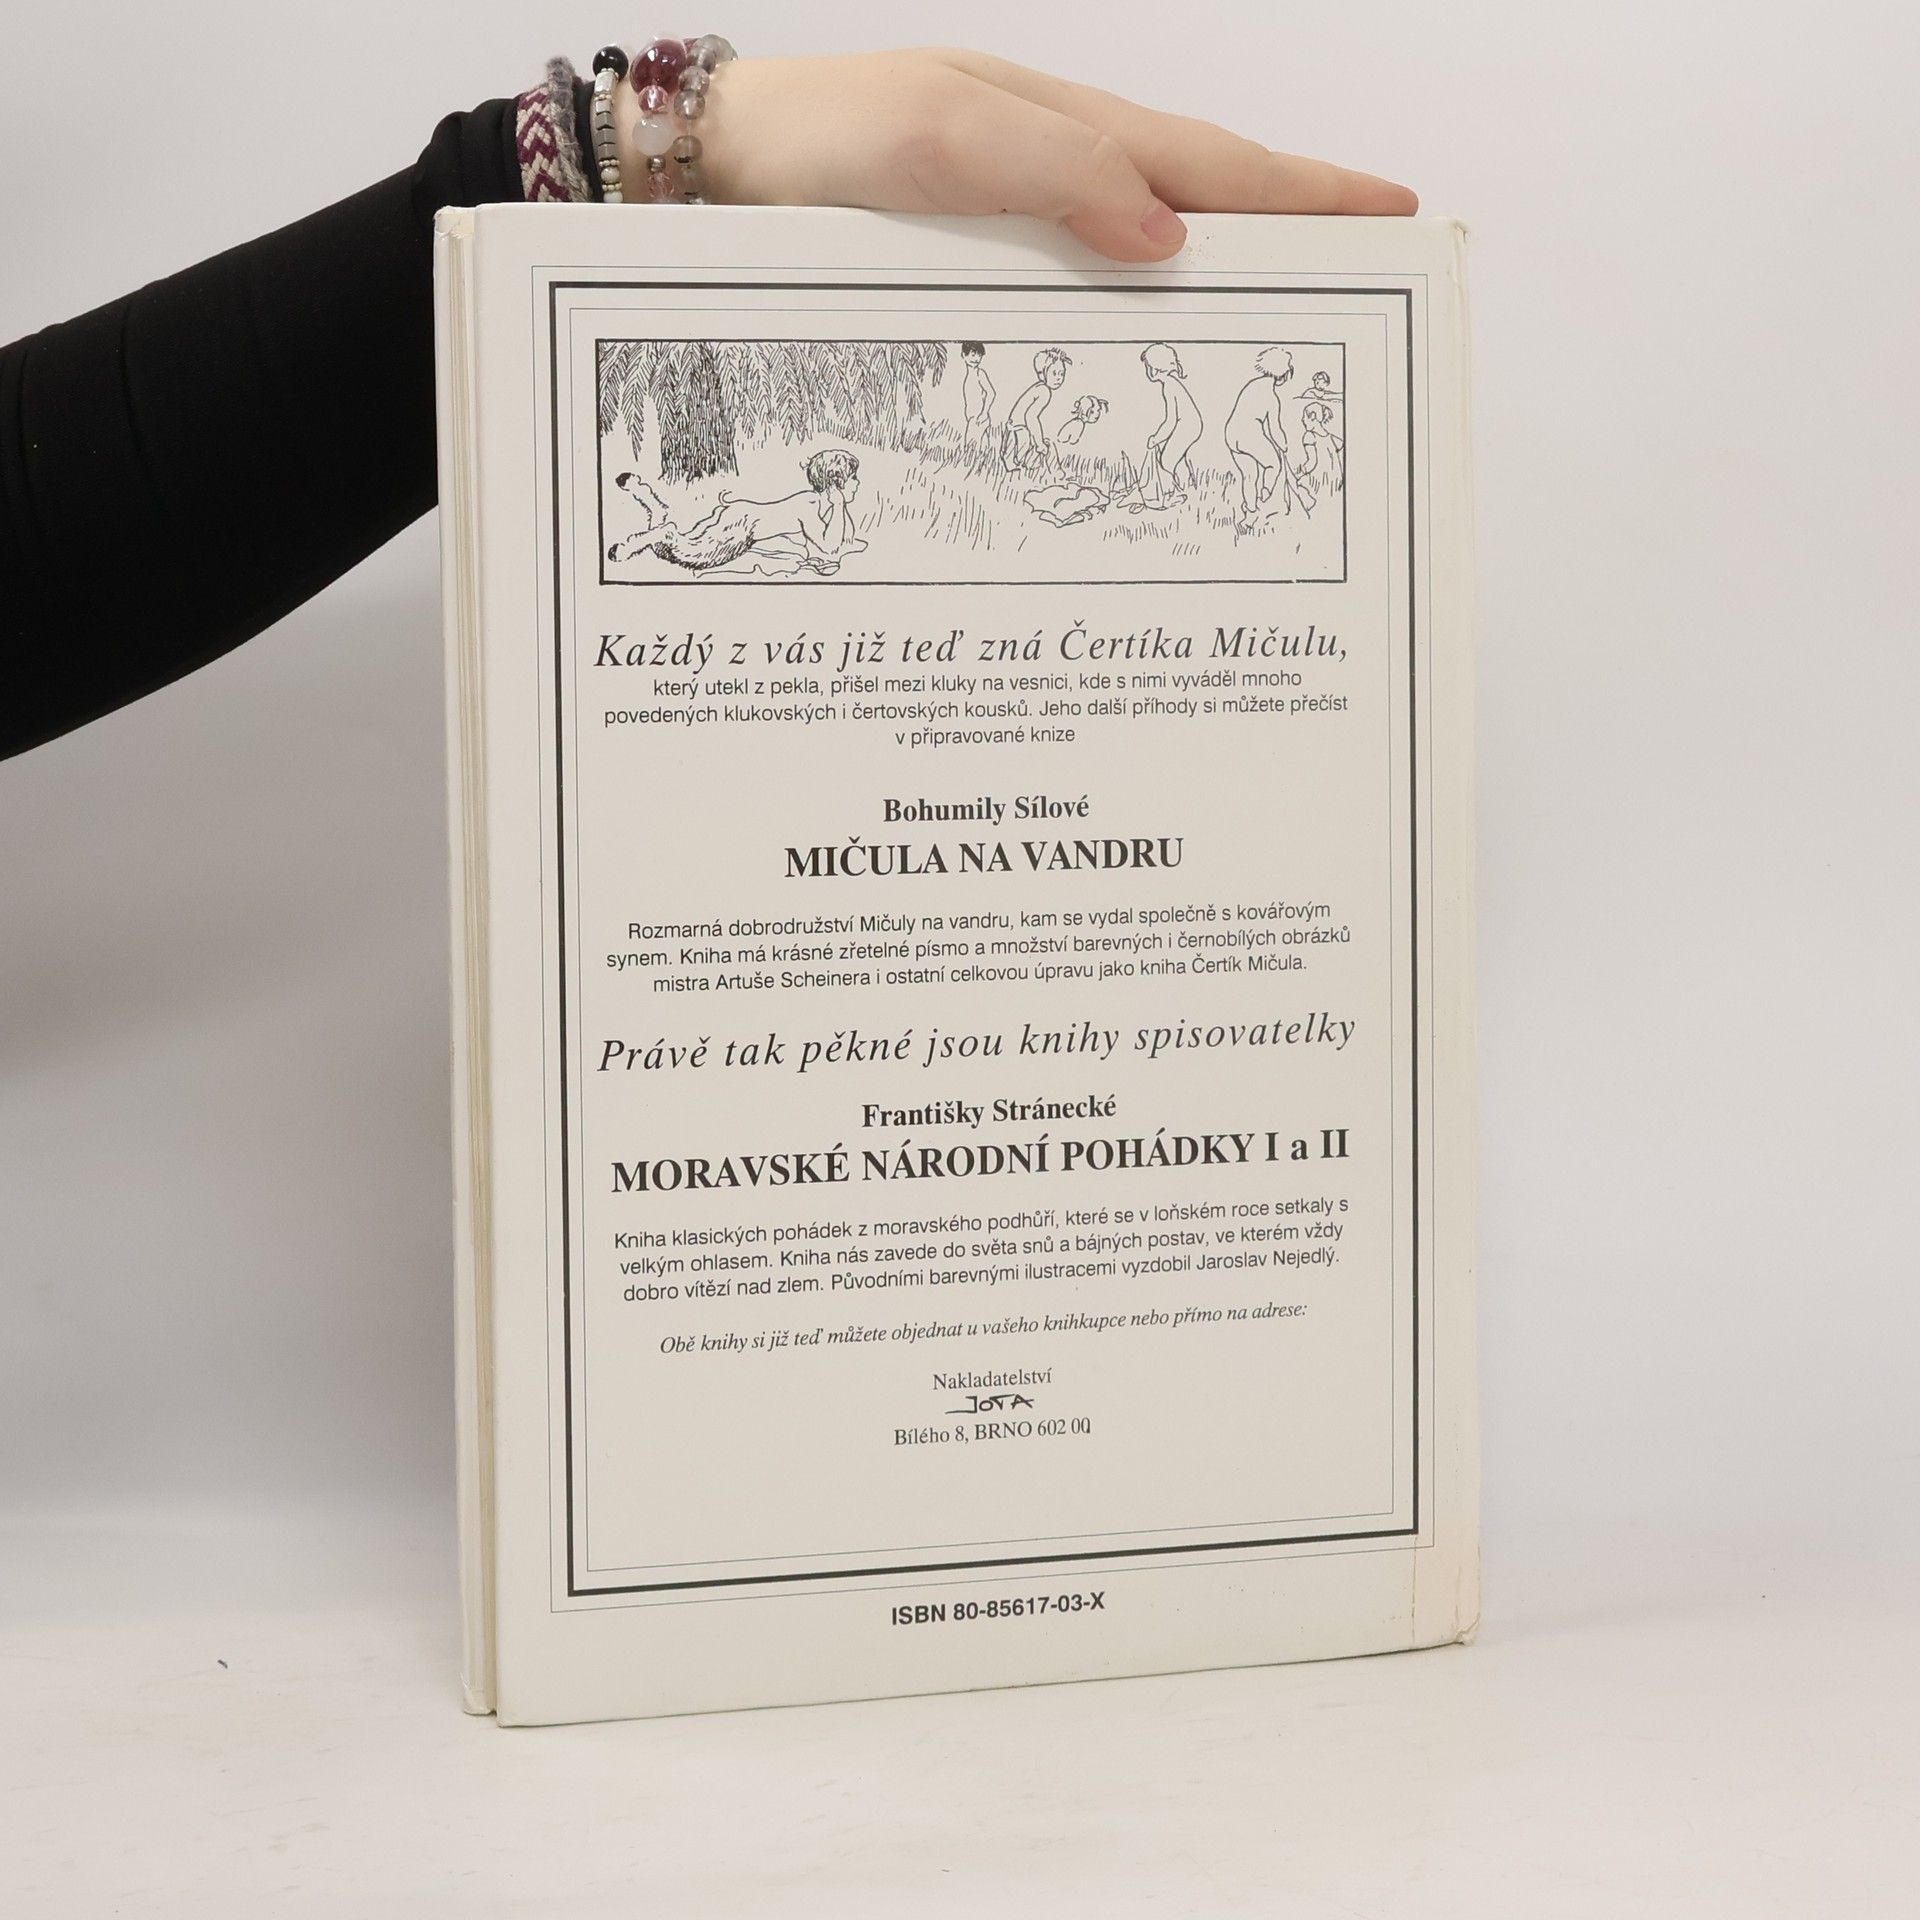 Každý z vás již teď zná Čertíka Mičulu,
který utekl z pekla, přišel mezi kluky na vesnici, kde s nimi vyváděl mnoho
povedených klukovských i čertovských kousků. Jeho další příhody si můžete přečíst
v připravované knize
Bohumily Sílové
MIČULA NA VANDRU
Rozmarná dobrodružství Mičuly na vandru, kam se vydal společně s kovářovým
synem. Kniha má krásné zřetelné písmo a množství barevných i černobílých obrázků
mistra Artuše Scheinera i ostatní celkovou úpravu jako kniha Čertík Mičula.
Právě tak pěkné jsou knihy spisovatelky
Františky Stránecké
MORAVSKÉ NÁRODNÍ POHÁDKY I a II
Kniha klasických pohádek z moravského podhůří, které se v loňském roce setkaly s
velkým ohlasem. Kniha nás zavede do světa snů a bájných postav, ve kterém vždy
dobro vítězí nad zlem. Původními barevnými ilustracemi vyzdobil Jaroslav Nejedlý.
Obě knihy si již teď můžete objednat u vašeho knihkupce nebo přímo na adrese:
Nakladatelství
JOTA
Bílého 8, BRNO 602 00
ISBN 80-85617-03-X